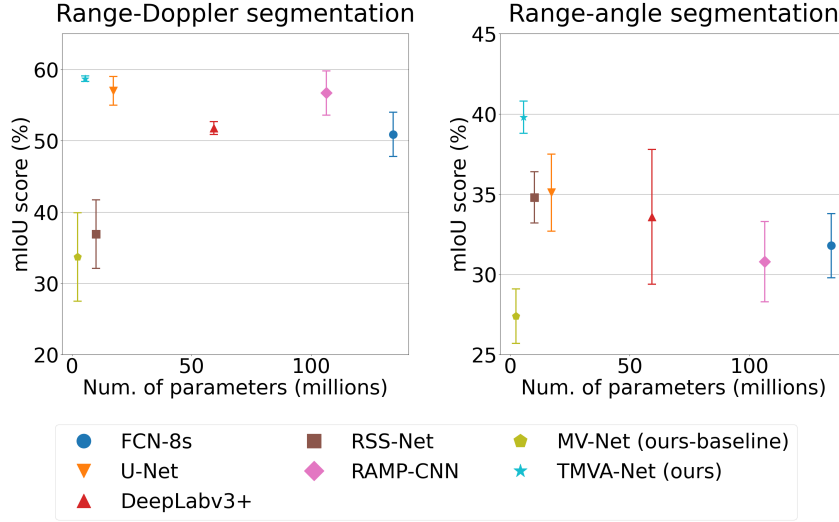 Range-Doppler segmentation
60
50
40
30
20
mIoU score (%)
0 50 100
Num. of parameters (millions)
Range-angle segmentation
45
40
35
30
25
mIoU score (%)
0 50 100
Num. of parameters (millions)
FCN-8s
U-Net
DeepLabv3+
RSS-Net
RAMP-CNN
MV-Net (ours-baseline)
TMVA-Net (ours)